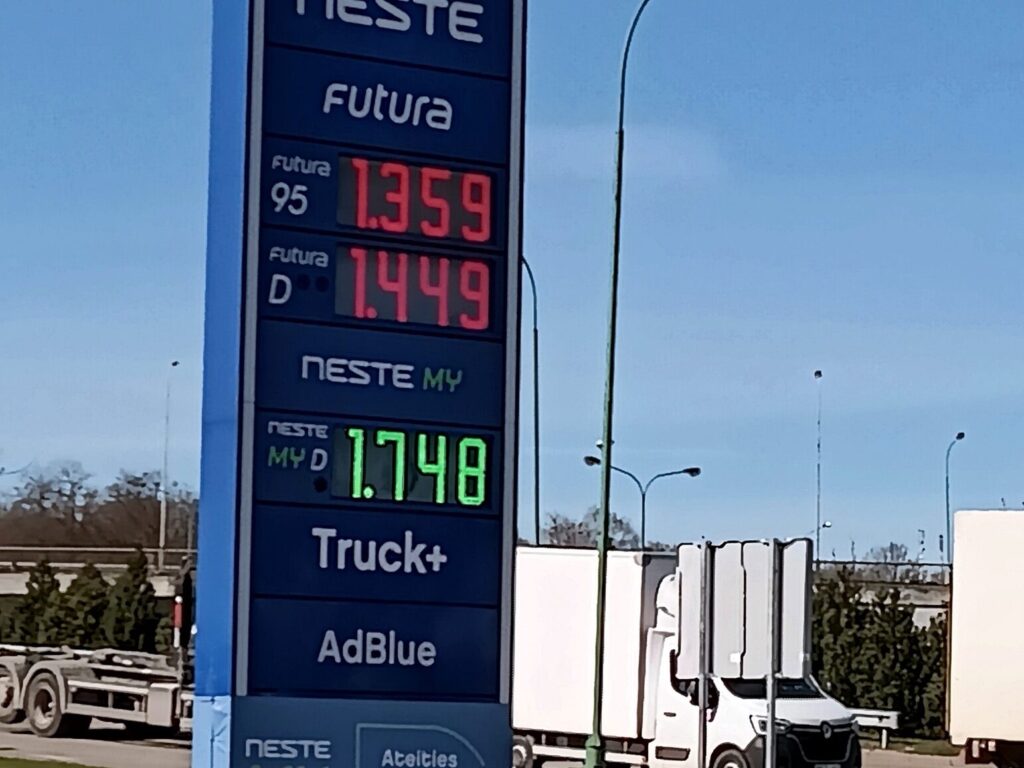 NESTE
Futura
Futura
95
1.359
Futura
D
1.449
NESTE MY
NESTE
MY D
1.748
Truck+
AdBlue
NESTE
Ateities